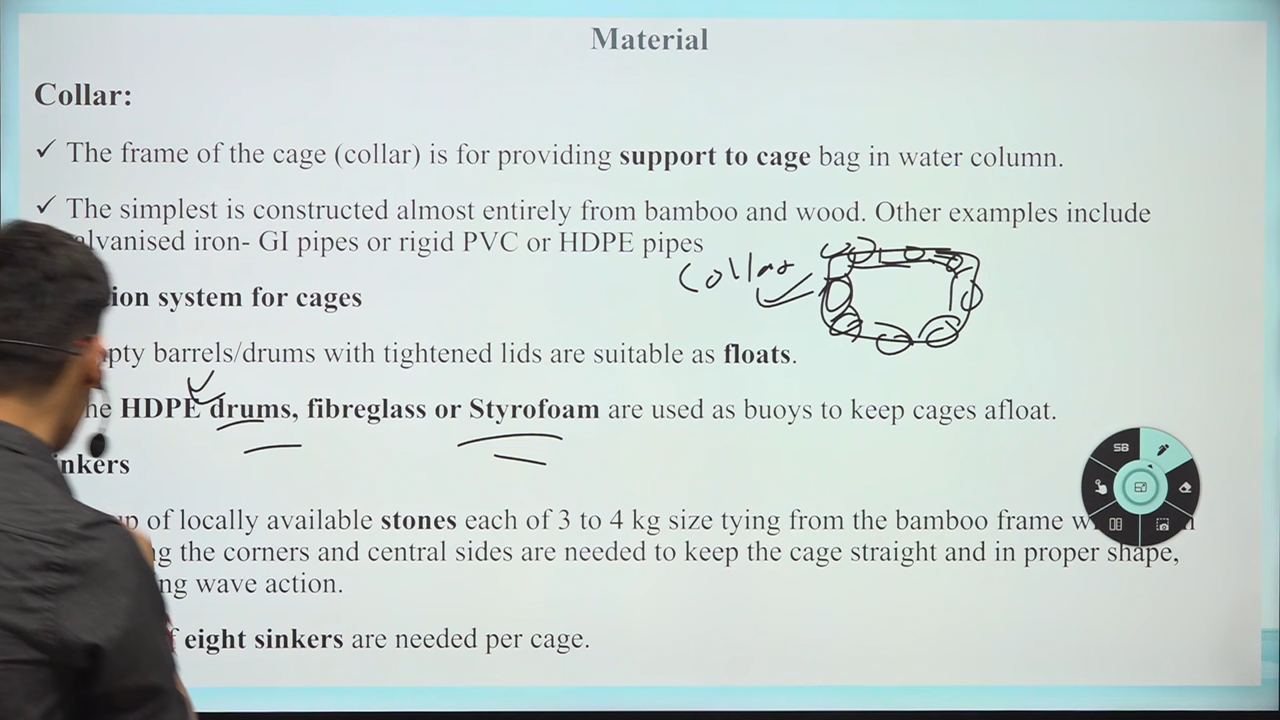 Material
Collar:
✓ The frame of the cage (collar) is for providing support to cage bag in water column.
✓ The simplest is constructed almost entirely from bamboo and wood. Other examples include
alvanised iron- GI pipes or rigid PVC or HDPE pipes
Collar
ion system for cages
pty barrels/drums with tightened lids are suitable as floats.
he HDPE drums, fibreglass or Styrofoam are used as buoys to keep cages afloat.
inkers
SB
up of locally available stones each of 3 to 4 kg size tying from the bamboo frame w
ng the corners and central sides are needed to keep the cage straight and in proper shape,
ng wave action.
f eight sinkers are needed per cage.